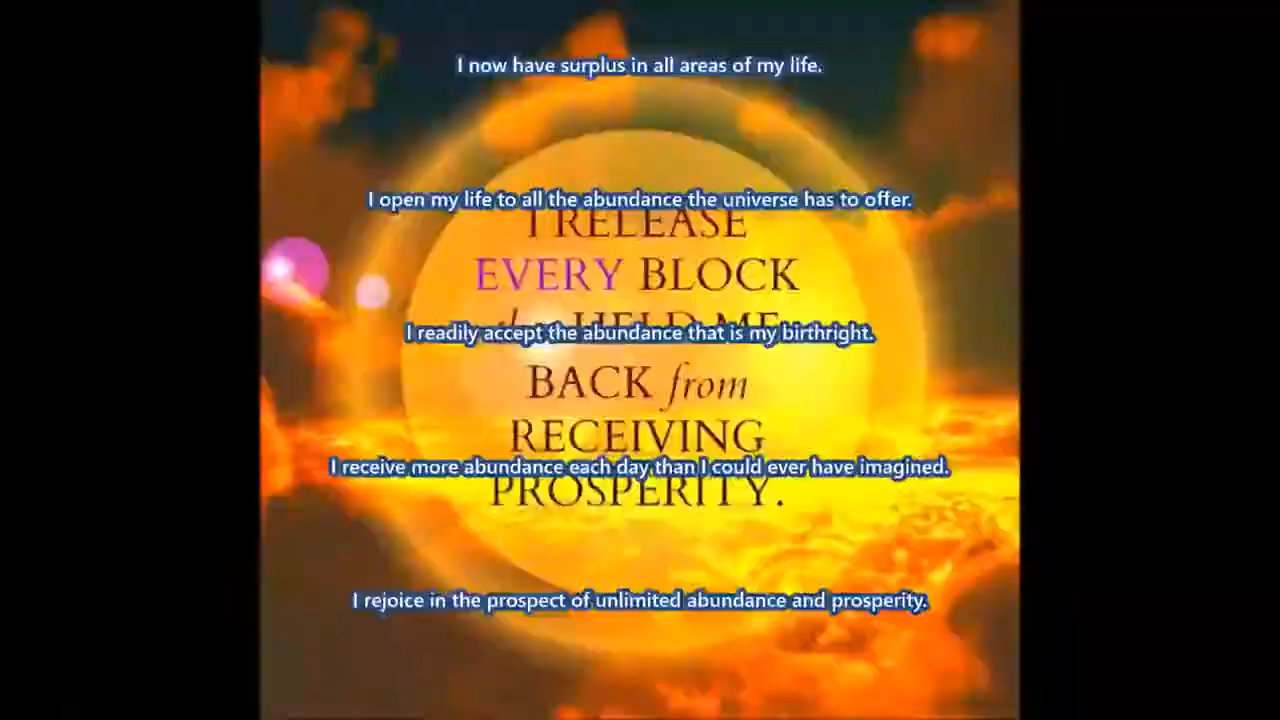 I now have surplus in all areas of my life.
I open my life to all the abundance the universe has to offer.
I RELEASE
EVERY BLOCK
HELD ME
I readily accept the abundance that is my birthright.
BACK from
RECEIVING
I receive more abundance each day than I could ever have imagined.
PROSPERITY.
I rejoice in the prospect of unlimited abundance and prosperity.